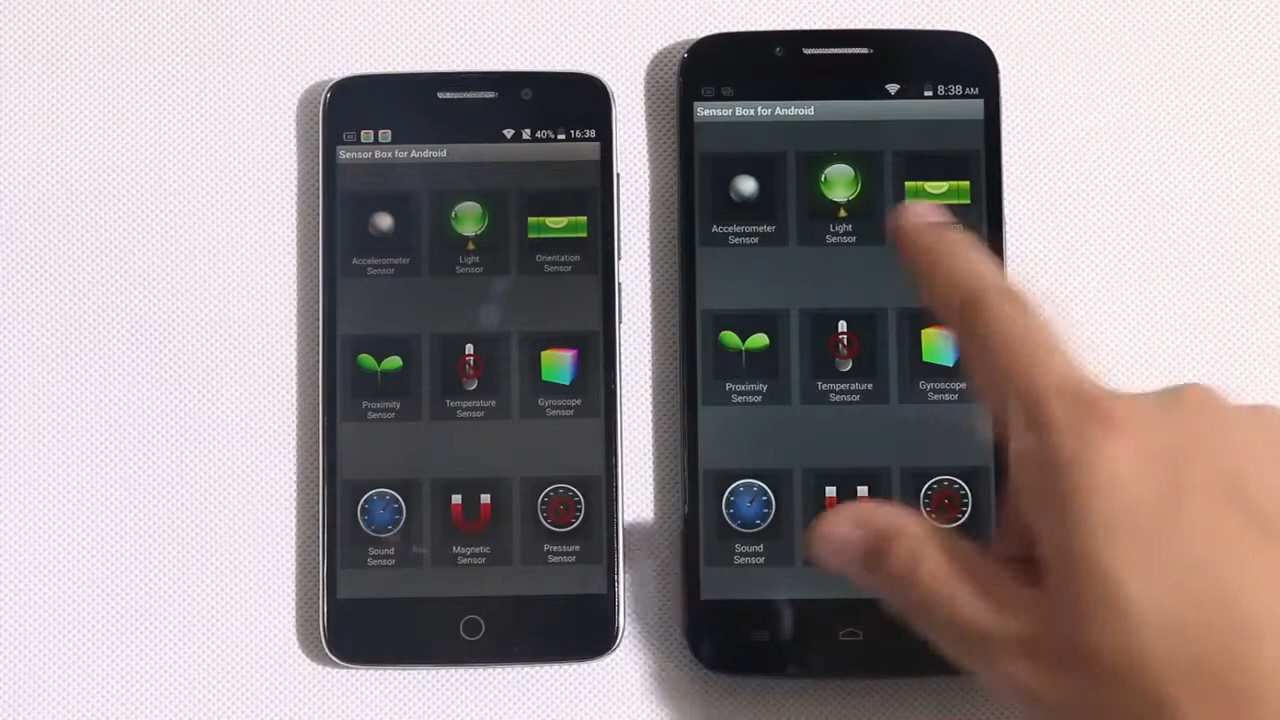 40% 16:38
Sensor Box for Android
Accelerometer
Sensor
Light
Sensor
Orientation
Sensor
Proximity
Sensor
Temperature
Sensor
Gyroscope
Sensor
Sound
Sensor
Magnetic
Sensor
Pressure
Sensor
8:38 AM
Sensor Box for Android
Accelerometer
Sensor
Light
Sensor
Proximity
Sensor
Temperature
Sensor
Gyroscope
Sensor
Sound
Sensor